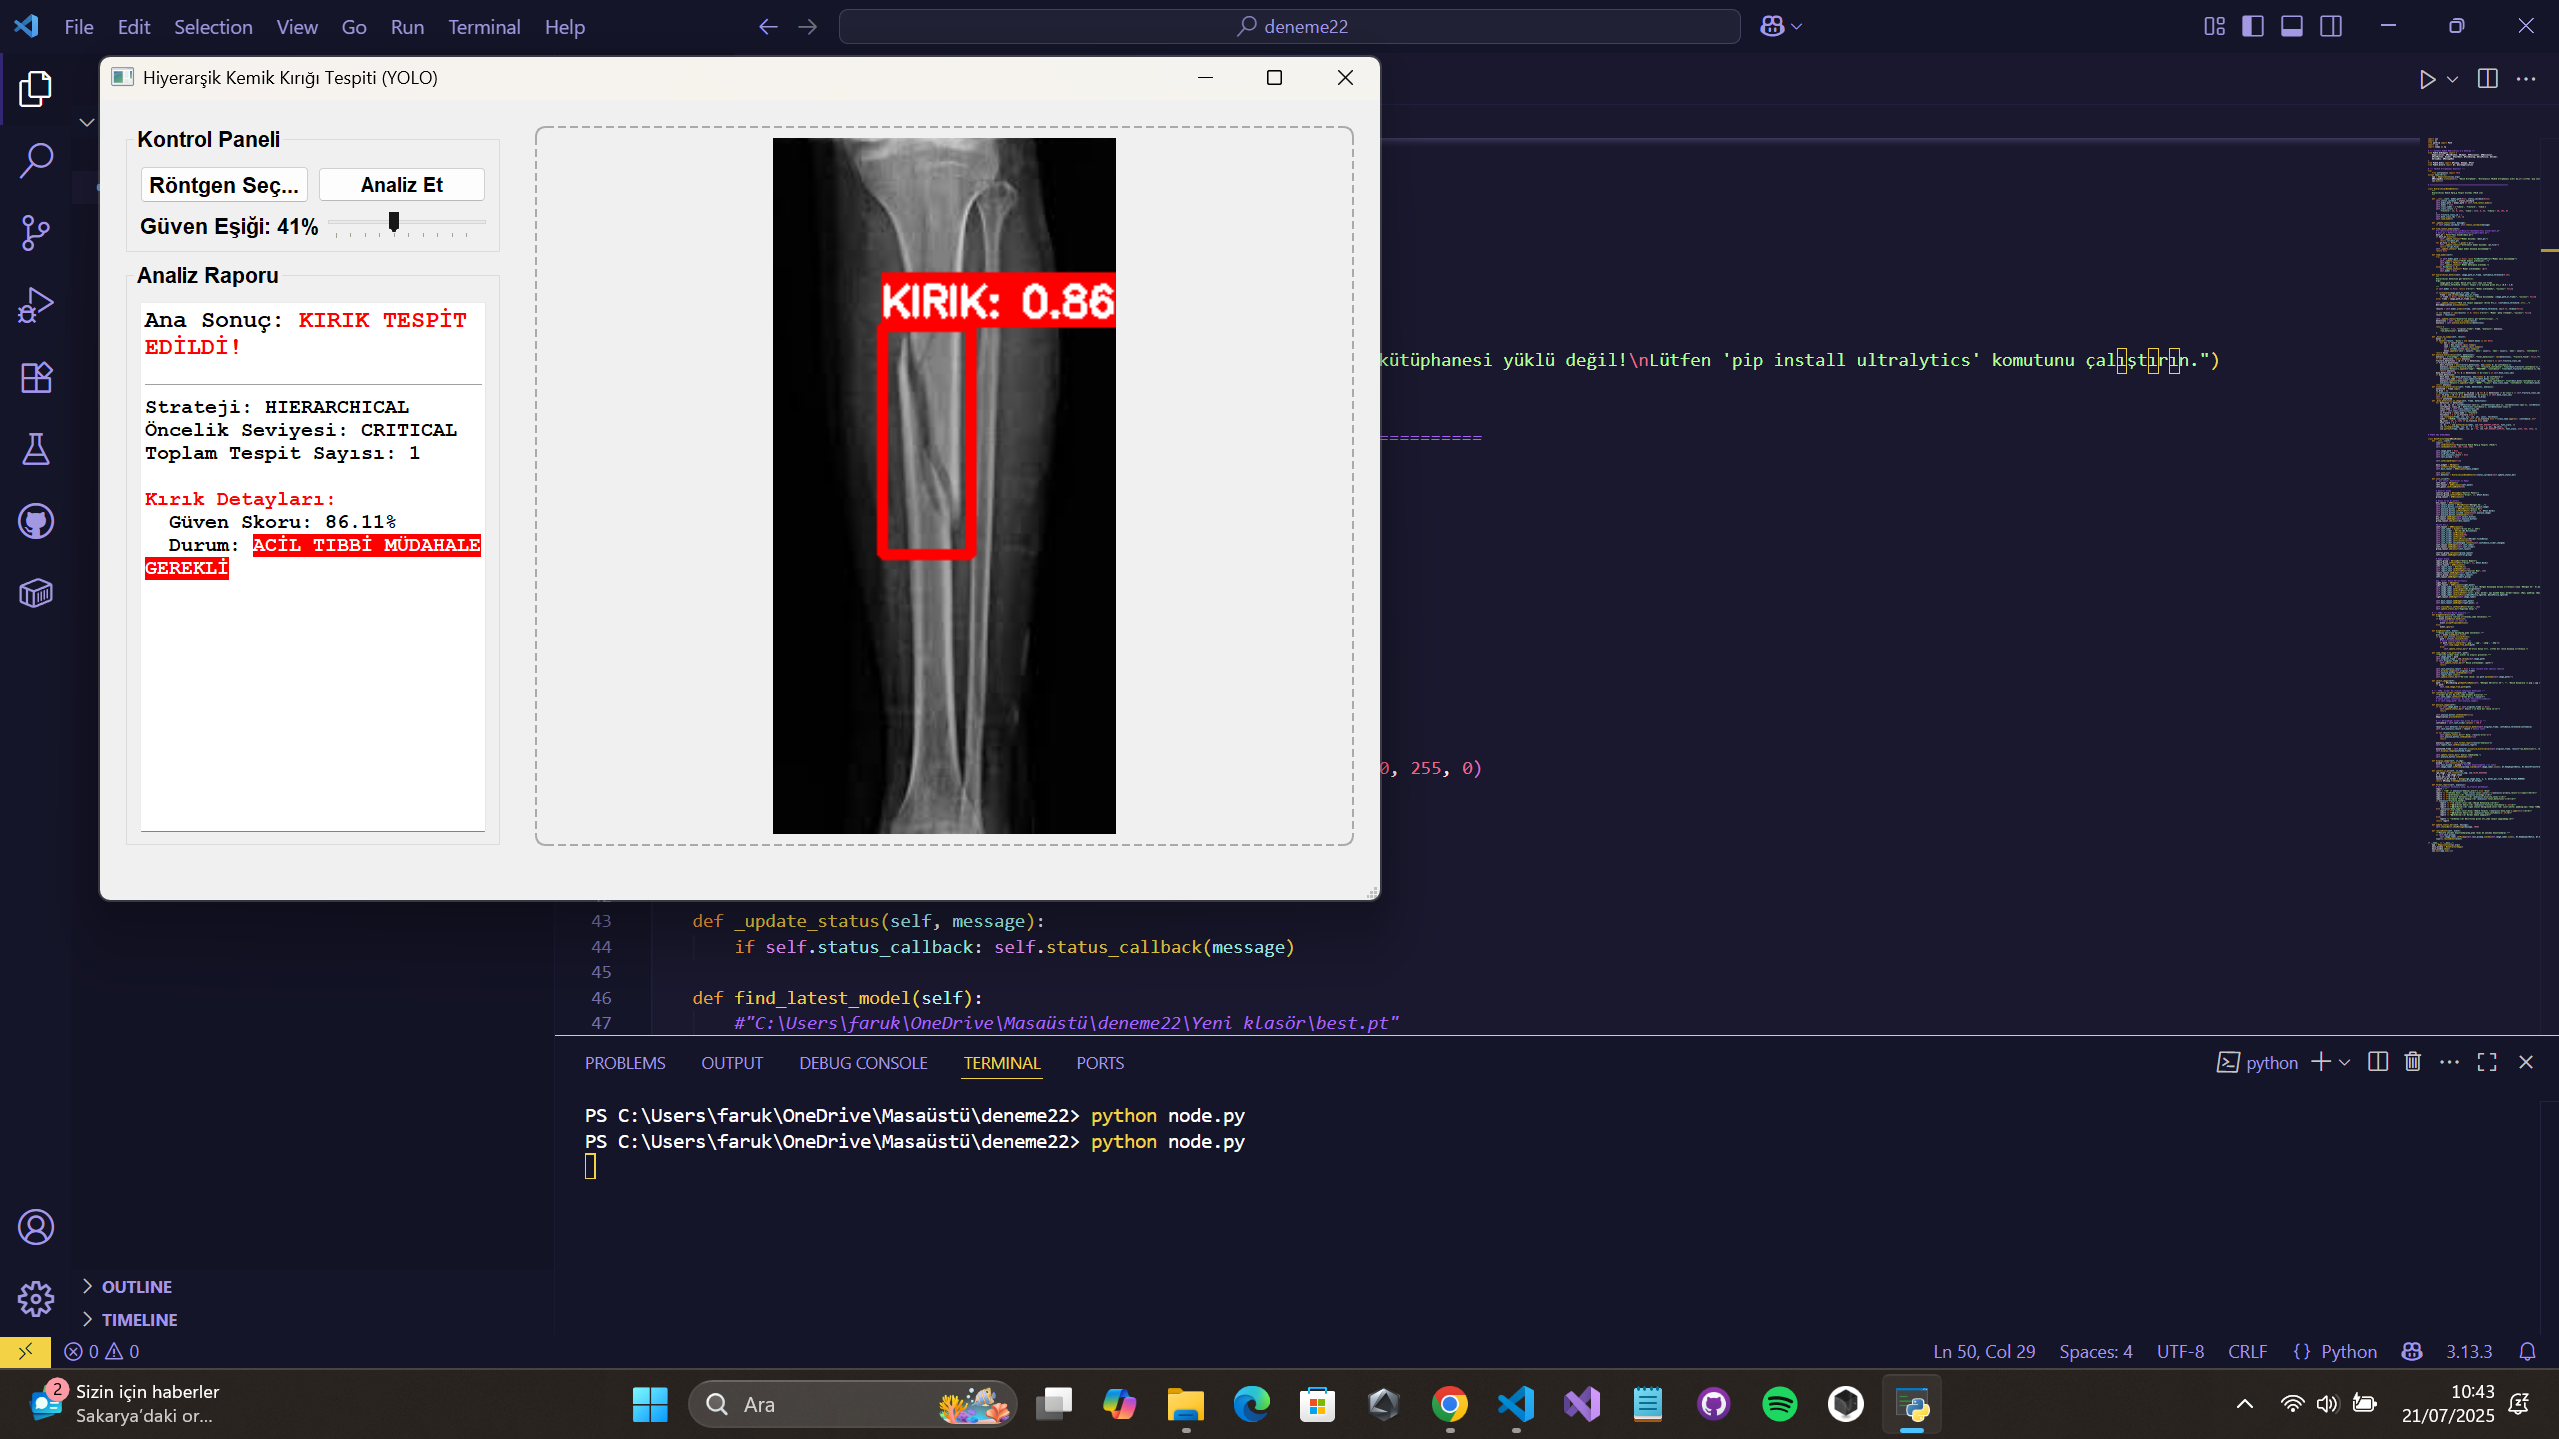 File Edit Selection View Go Run Terminal Help
deneme22
Hiyerarşik Kemik Kırığı Tespiti (YOLO)
Kontrol Paneli
Röntgen Seç...
Analiz Et
Güven Eşiği: 41%
Analiz Raporu
Ana Sonuç: KIRIK TESPİT
EDİLDİ!
Strateji: HIERARCHICAL
Öncelik Seviyesi: CRITICAL
Toplam Tespit Sayısı: 1
Kırık Detayları:
Güven Skoru: 86.11%
Durum: ACİL TIBBİ MÜDAHALE
GEREKLİ
KIRIK: 0.86
kütüphanesi yüklü değil!\nLütfen 'pip install ultralytics' komutunu çalıştırın.")
==========
, 255, 0)
43 def _update_status(self, message):
44 if self.status_callback: self.status_callback(message)
45
46 def find_latest_model(self):
47 #"C:\Users\faruk\OneDrive\Masaüstü\deneme22\Yeni klasör\best.pt"
PROBLEMS OUTPUT DEBUG CONSOLE TERMINAL PORTS
python
PS C:\Users\faruk\OneDrive\Masaüstü\deneme22> python node.py
PS C:\Users\faruk\OneDrive\Masaüstü\deneme22> python node.py
OUTLINE
TIMELINE
0 0
Ln 50, Col 29 Spaces: 4 UTF-8 CRLF {} Python 3.13.3
2
Sizin için haberler
Sakarya'daki or...
Ara
10:43
21/07/2025